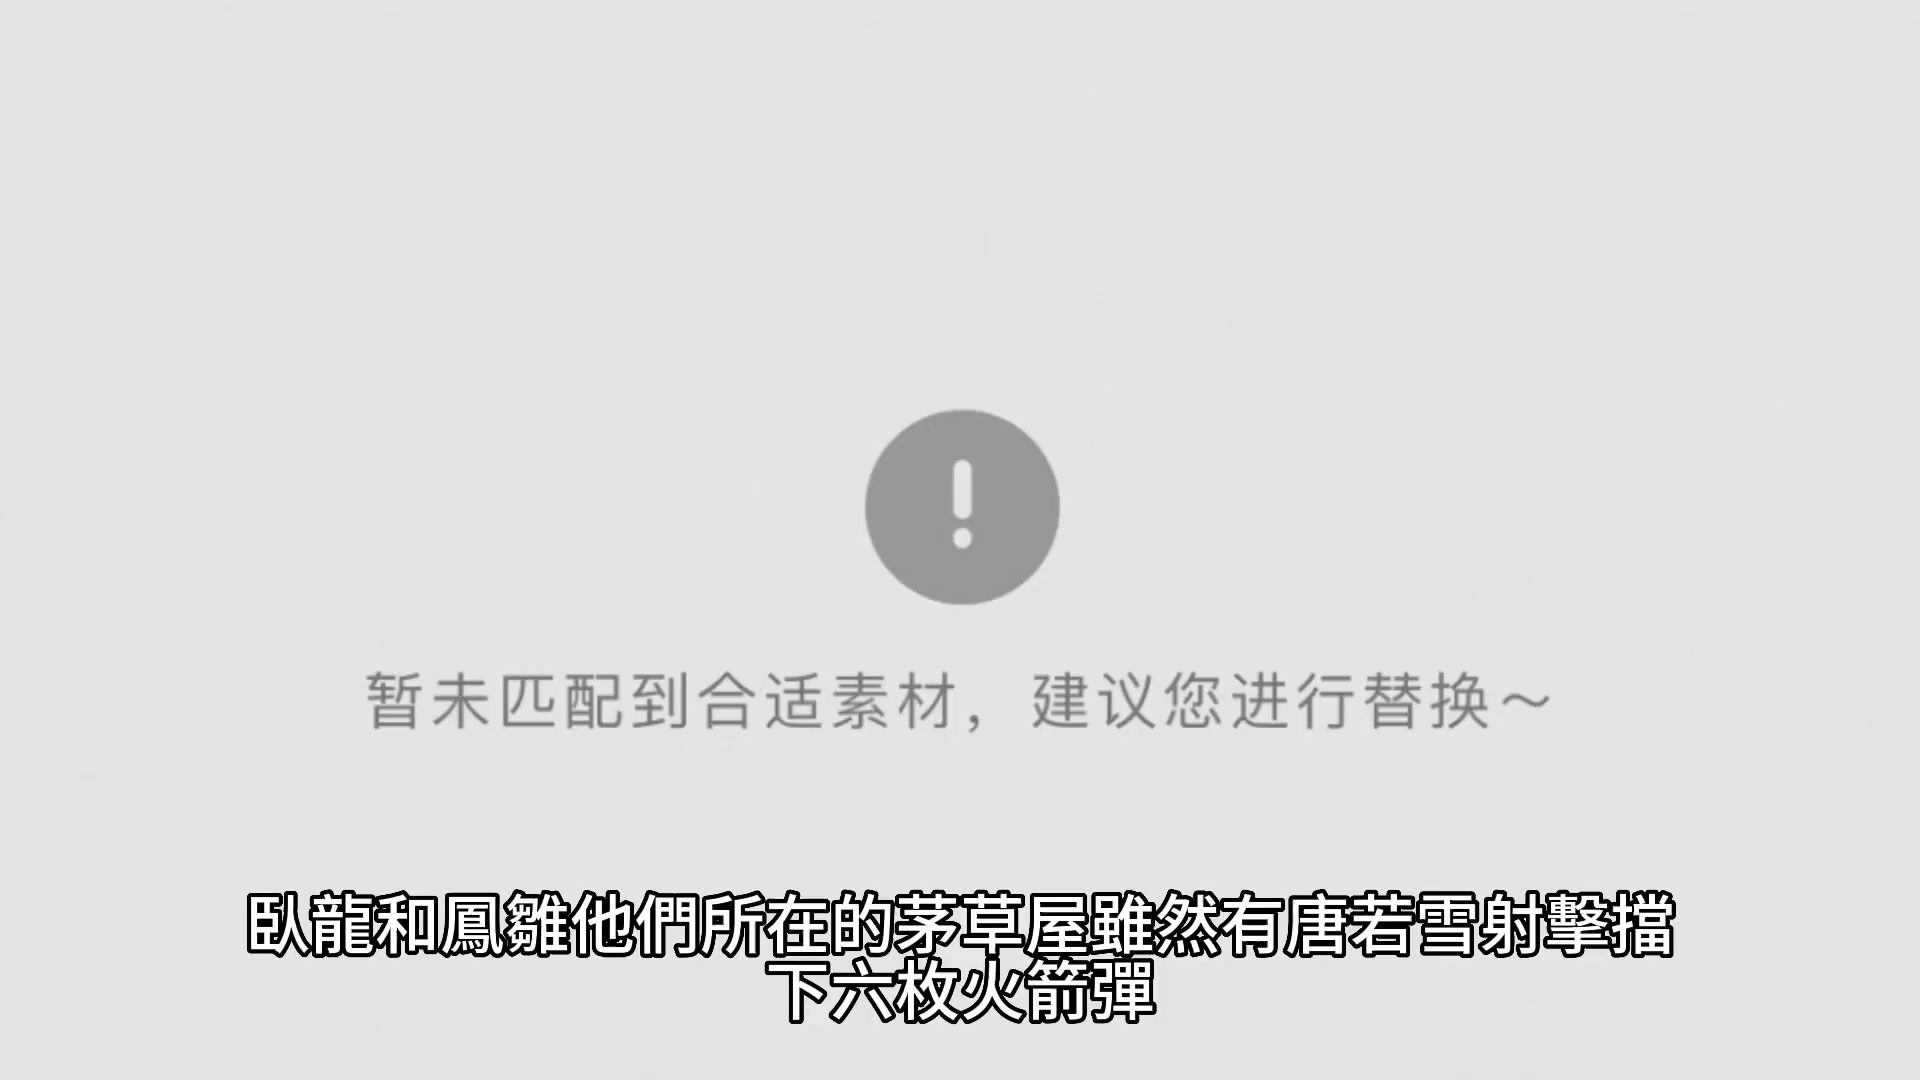 暂未匹配到合适素材，建议您进行替换～
臥龍和鳳雛他們所在的茅草屋雖然有唐若雪射擊擋
下六枚火箭彈